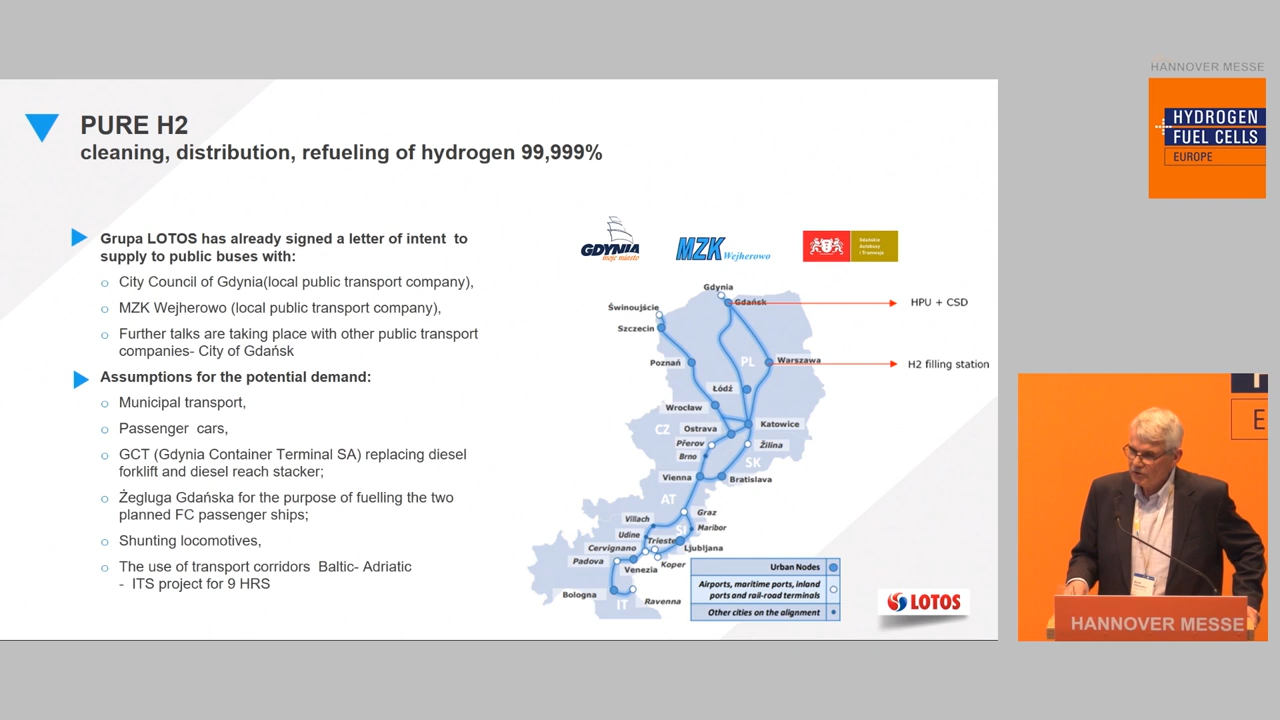 HANNOVER MESSE
HYDROGEN
FUEL CELLS
EUROPE
PURE H2
cleaning, distribution, refueling of hydrogen 99,999%
Grupa LOTOS has already signed a letter of intent to
supply to public buses with:
City Council of Gdynia(local public transport company),
MZK Wejherowo (local public transport company),
Further talks are taking place with other public transport
companies- City of Gdańsk
Assumptions for the potential demand:
Municipal transport,
Passenger cars,
GCT (Gdynia Container Terminal SA) replacing diesel
forklift and diesel reach stacker;
Żegluga Gdańska for the purpose of fuelling the two
planned FC passenger ships;
Shunting locomotives,
The use of transport corridors Baltic- Adriatic
- ITS project for 9 HRS
GDYNIA
moje miasto
MZK Wejherowo
Gdańskie
Autobusy
i Tramwaje
Gdynia
Gdańsk
HPU + CSD
Świnoujście
Szczecin
Poznań
PL
Warszawa
H2 filling station
Łódź
Wrocław
CZ
Ostrava
Katowice
Přerov
Žilina
Brno
SK
Vienna
Bratislava
AT
Graz
Villach
SI
Maribor
Udine
Trieste
Cervignano
Ljubljana
Padova
Koper
Venezia
Bologna
Ravenna
IT
Urban Nodes
Airports, maritime ports, inland
ports and rail-road terminals
Other cities on the alignment
LOTOS
E
HANNOVER MESSE